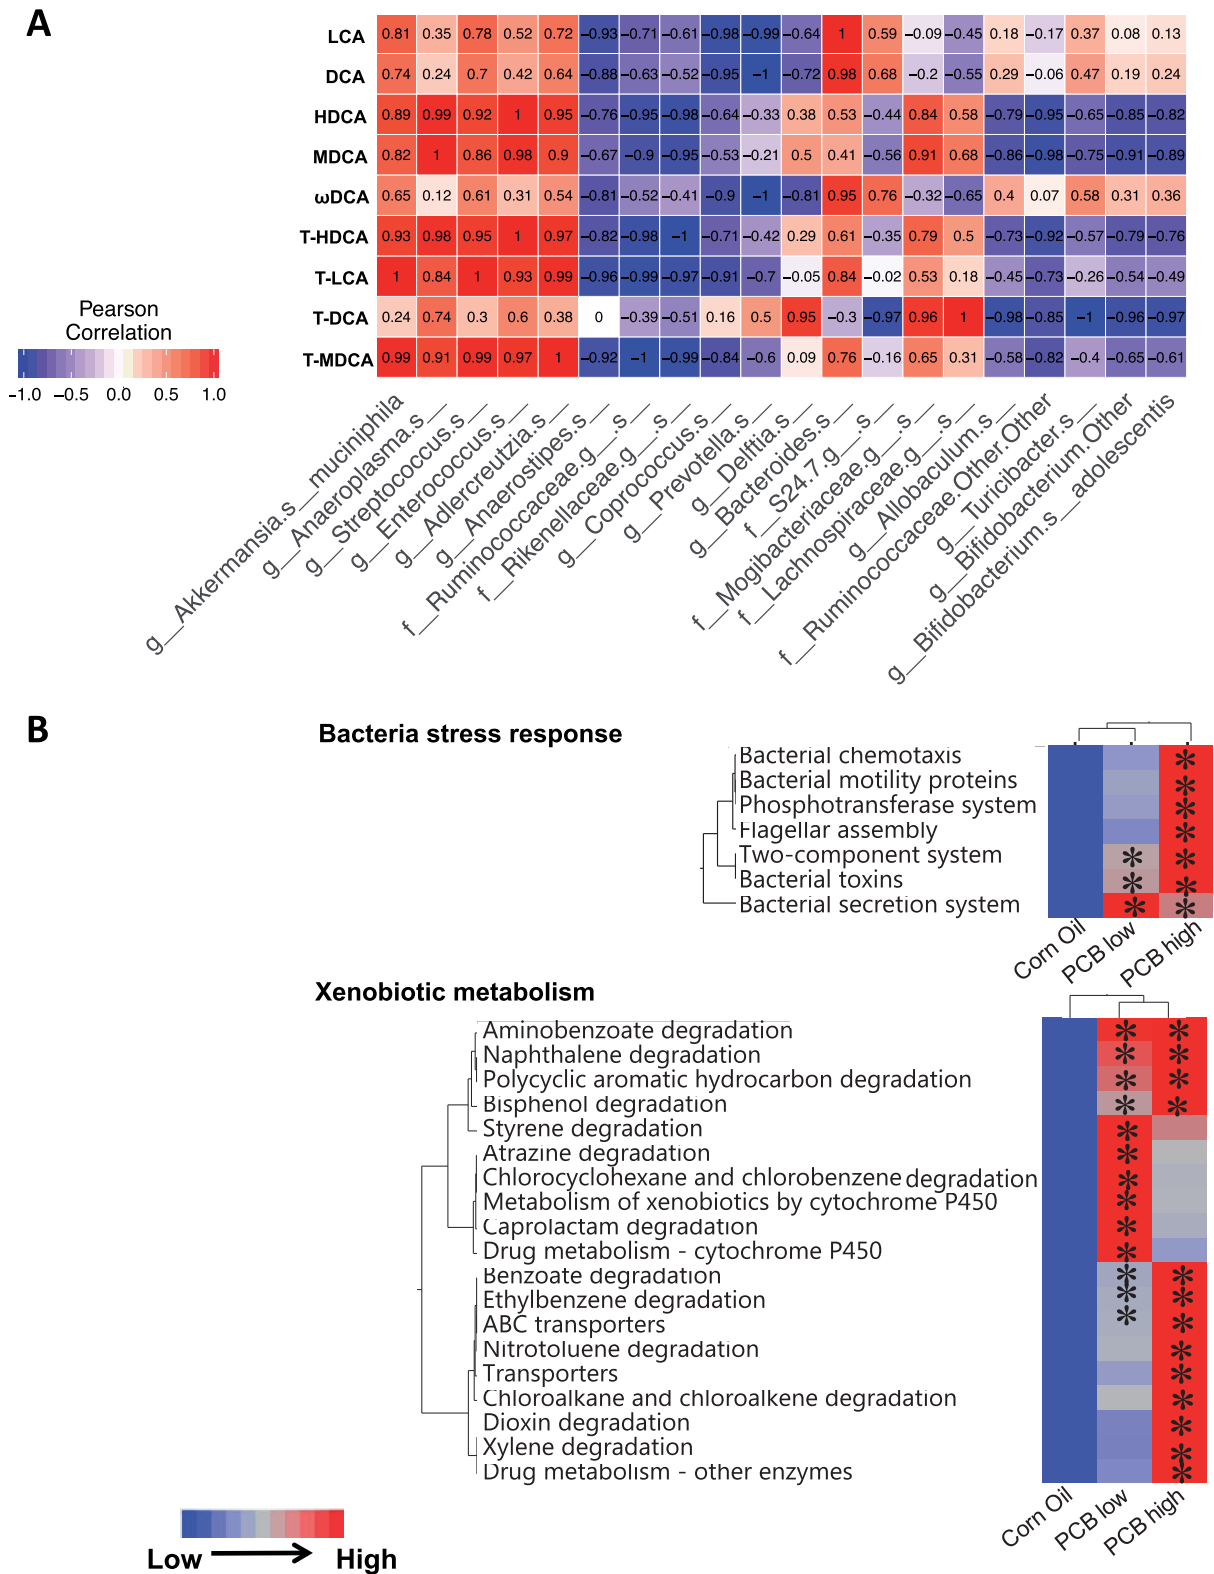 A
LCA 0.81 0.35 0.78 0.52 0.72 −0.93 −0.71 −0.61 −0.98 −0.99 −0.64 1 0.59 −0.09 −0.45 0.18 −0.17 0.37 0.08 0.13
DCA 0.74 0.24 0.7 0.42 0.64 −0.88 −0.63 −0.52 −0.95 −1 −0.72 0.98 0.68 −0.2 −0.55 0.29 −0.06 0.47 0.19 0.24
HDCA 0.89 0.99 0.92 1 0.95 −0.76 −0.95 −0.98 −0.64 −0.33 0.38 0.53 −0.44 0.84 0.58 −0.79 −0.95 −0.65 −0.85 −0.82
MDCA 0.82 1 0.86 0.98 0.9 −0.67 −0.9 −0.95 −0.53 −0.21 0.5 0.41 −0.56 0.91 0.68 −0.86 −0.98 −0.75 −0.91 −0.89
ωDCA 0.65 0.12 0.61 0.31 0.54 −0.81 −0.52 −0.41 −0.9 −1 −0.81 0.95 0.76 −0.32 −0.65 0.4 0.07 0.58 0.31 0.36
T-HDCA 0.93 0.98 0.95 1 0.97 −0.82 −0.98 −1 −0.71 −0.42 0.29 0.61 −0.35 0.79 0.5 −0.73 −0.92 −0.57 −0.79 −0.76
T-LCA 1 0.84 1 0.93 0.99 −0.96 −0.99 −0.97 −0.91 −0.7 −0.05 0.84 −0.02 0.53 0.18 −0.45 −0.73 −0.26 −0.54 −0.49
T-DCA 0.24 0.74 0.3 0.6 0.38 0 −0.39 −0.51 0.16 0.5 0.95 −0.3 −0.97 0.96 1 −0.98 −0.85 −1 −0.96 −0.97
T-MDCA 0.99 0.91 0.99 0.97 1 −0.92 −1 −0.99 −0.84 −0.6 0.09 0.76 −0.16 0.65 0.31 −0.58 −0.82 −0.4 −0.65 −0.61
Pearson
Correlation
−1.0 −0.5 0.0 0.5 1.0
g__Akkermansia.s__muciniphila
g__Anaeroplasma.s__
g__Streptococcus.s__
g__Enterococcus.s__
g__Adlercreutzia.s__
g__Anaerostipes.s__
f__Ruminococcaceae.g__s
f__Rikenellaceae.g__s
g__Coprococcus.s__
g__Prevotella.s__
g__Delftia.s__
g__Bacteroides.s__
f__S24.7.g__s__
f__Mogibacteriaceae.g__s__
f__Lachnospiraceae.g__s__
g__Allobaculum.s__
f__Ruminococcaceae.Other.Other
g__Turicibacter.s__
g__Bifidobacterium.Other
g__Bifidobacterium.s__adolescentis
B
Bacteria stress response
Bacterial chemotaxis *
Bacterial motility proteins *
Phosphotransferase system *
Flagellar assembly *
Two-component system * *
Bacterial toxins * *
Bacterial secretion system * *
Corn Oil
PCB low
PCB high
Xenobiotic metabolism
Aminobenzoate degradation * *
Naphthalene degradation * *
Polycyclic aromatic hydrocarbon degradation * *
Bisphenol degradation * *
Styrene degradation *
Atrazine degradation *
Chlorocyclohexane and chlorobenzene degradation *
Metabolism of xenobiotics by cytochrome P450 *
Caprolactam degradation *
Drug metabolism - cytochrome P450 *
Benzoate degradation * *
Ethylbenzene degradation * *
ABC transporters * *
Nitrotoluene degradation *
Transporters *
Chloroalkane and chloroalkene degradation *
Dioxin degradation *
Xylene degradation *
Drug metabolism - other enzymes *
Corn Oil
PCB low
PCB high
Low High